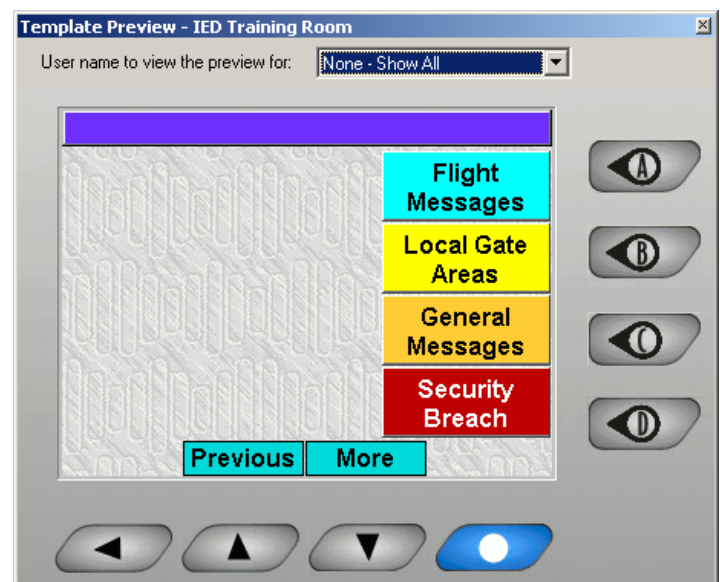 Template Preview - IED Training Room
User name to view the preview for: None - Show All
Flight
Messages
A
Local Gate
Areas
B
General
Messages
C
Security
Breach
D
Previous More